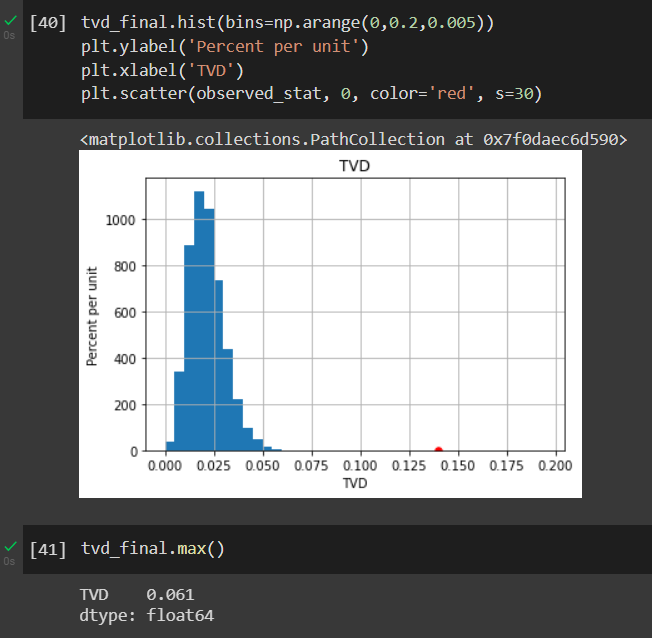 [40] tvd_final.hist(bins=np.arange(0,0.2,0.005))
0s
plt.ylabel('Percent per unit')
plt.xlabel('TVD')
plt.scatter(observed_stat, 0, color='red', s=30)
<matplotlib.collections.PathCollection at 0x7f0daec6d590>
TVD
1000
800
600
400
200
0
Percent per unit
0.000 0.025 0.050 0.075 0.100 0.125 0.150 0.175 0.200
TVD
[41] tvd_final.max()
0s
TVD 0.061
dtype: float64